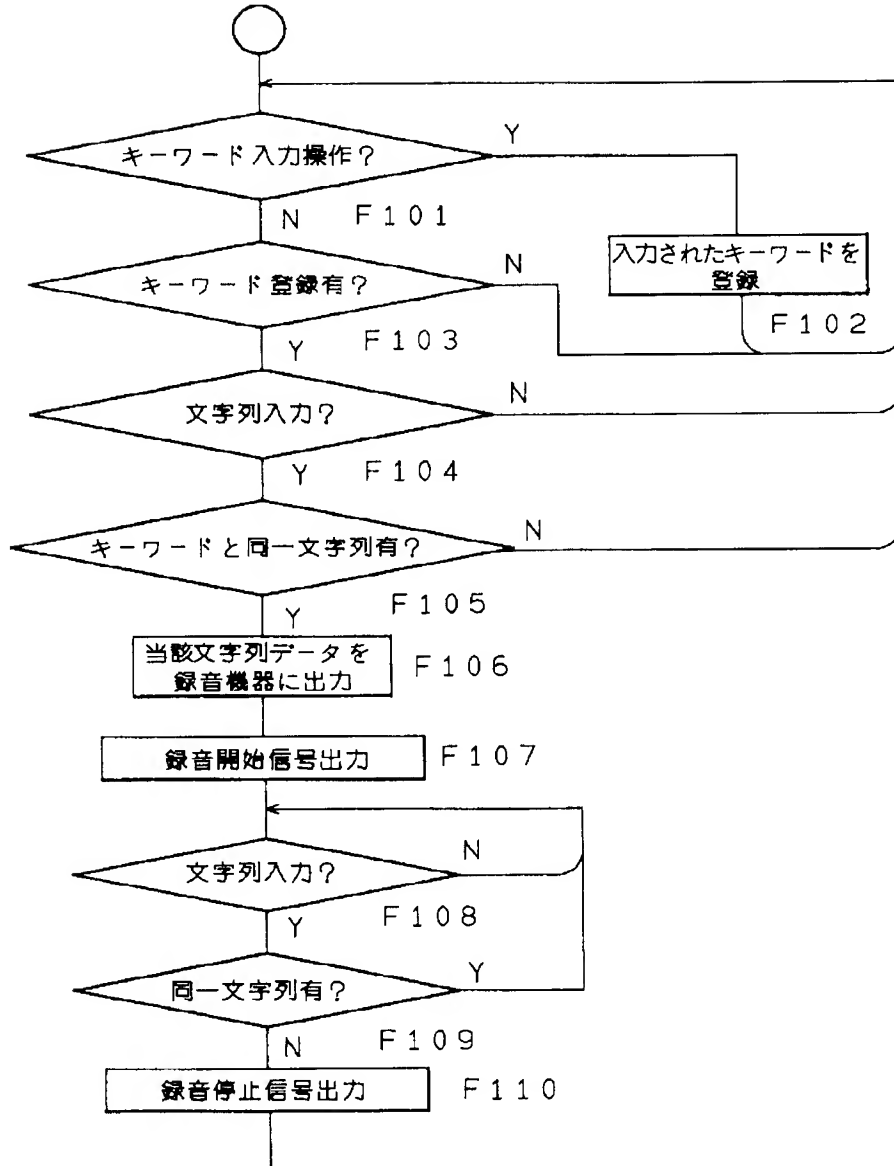 キーワード入力操作?
Y
N
F101
入力されたキーワードを
登録
F102
キーワード登録有?
N
Y
F103
文字列入力?
N
Y
F104
キーワードと同一文字列有?
N
Y
F105
当該文字列データを
録音機器に出力
F106
録音開始信号出力
F107
文字列入力?
N
Y
F108
同一文字列有?
Y
N
F109
録音停止信号出力
F110